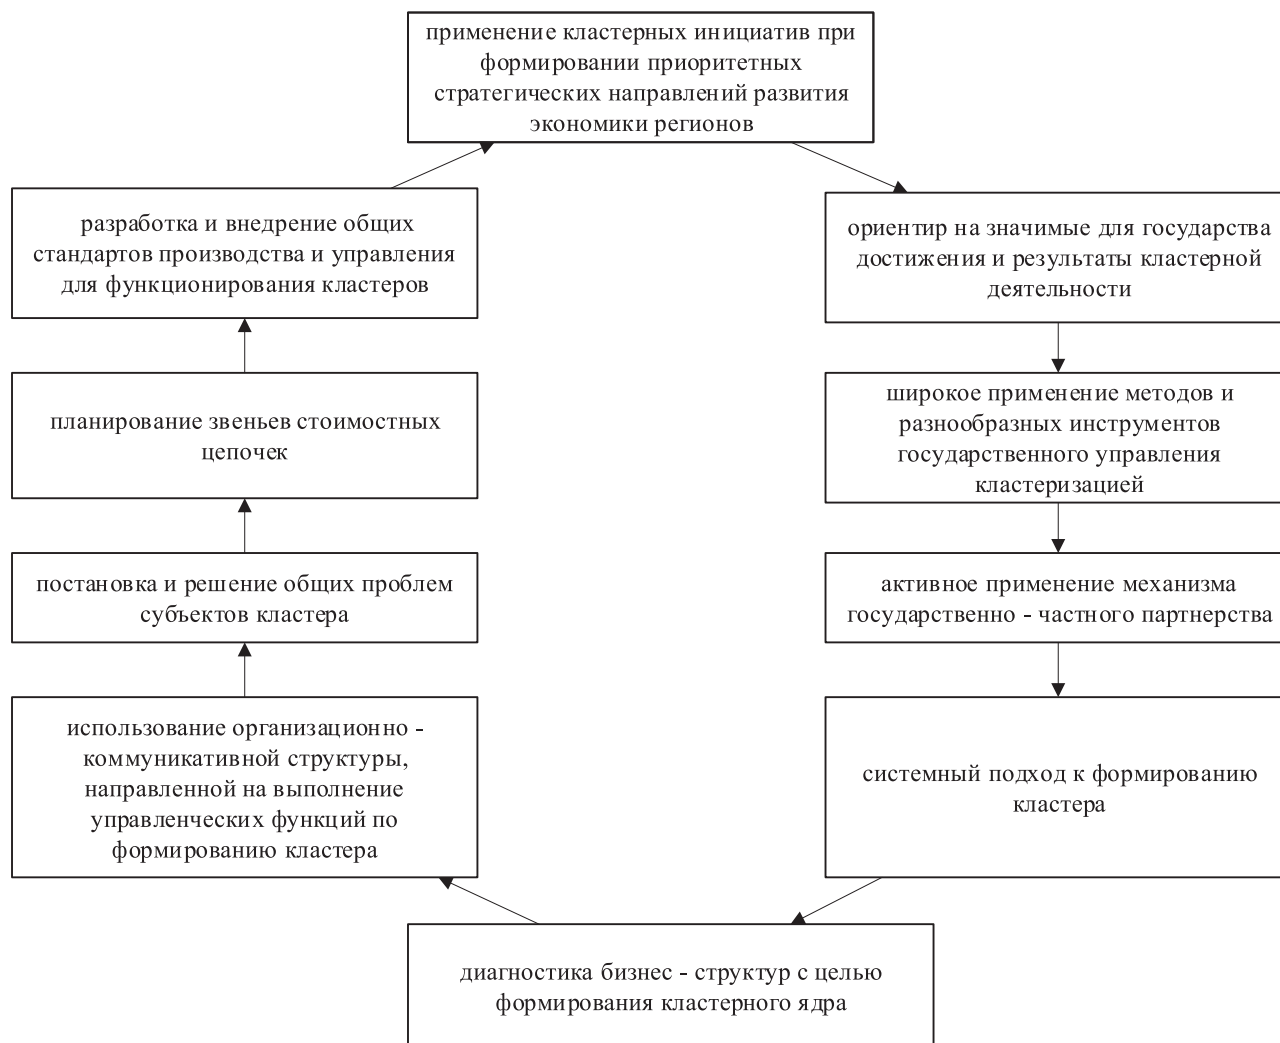 применение кластерных инициатив при
формировании приоритетных
стратегических направлений развития
экономики регионов
разработка и внедрение общих
стандартов производства и управления
для функционирования кластеров
ориентир на значимые для государства
достижения и результаты кластерной
деятельности
планирование звеньев стоимостных
цепочек
широкое применение методов и
разнообразных инструментов
государственного управления
кластеризацией
постановка и решение общих проблем
субъектов кластера
активное применение механизма
государственно - частного партнерства
использование организационно -
коммуникативной структуры,
направленной на выполнение
управленческих функций по
формированию кластера
системный подход к формированию
кластера
диагностика бизнес - структур с целью
формирования кластерного ядра